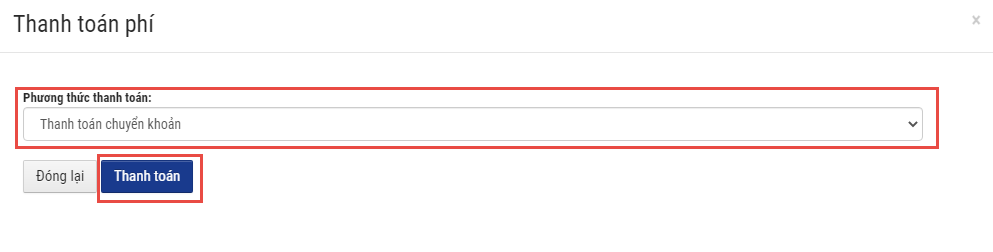 Thanh toán phí
×
Phương thức thanh toán:
Thanh toán chuyển khoản
Đóng lại Thanh toán